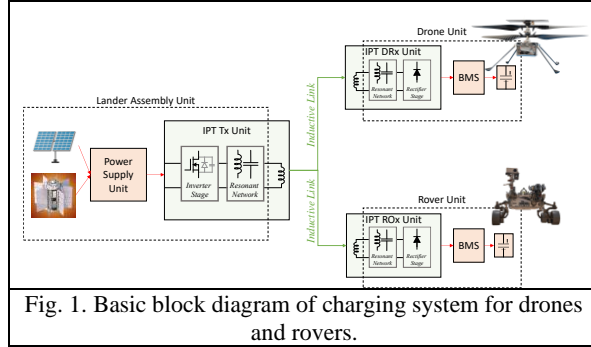 Drone Unit
IPT DRx Unit
Resonant
Network
Rectifier
Stage
BMS
Inductive Link
Lander Assembly Unit
IPT Tx Unit
Power
Supply
Unit
Inverter
Stage
Resonant
Network
Inductive Link
Rover Unit
IPT ROx Unit
Resonant
Network
Rectifier
Stage
BMS
Fig. 1. Basic block diagram of charging system for drones
and rovers.